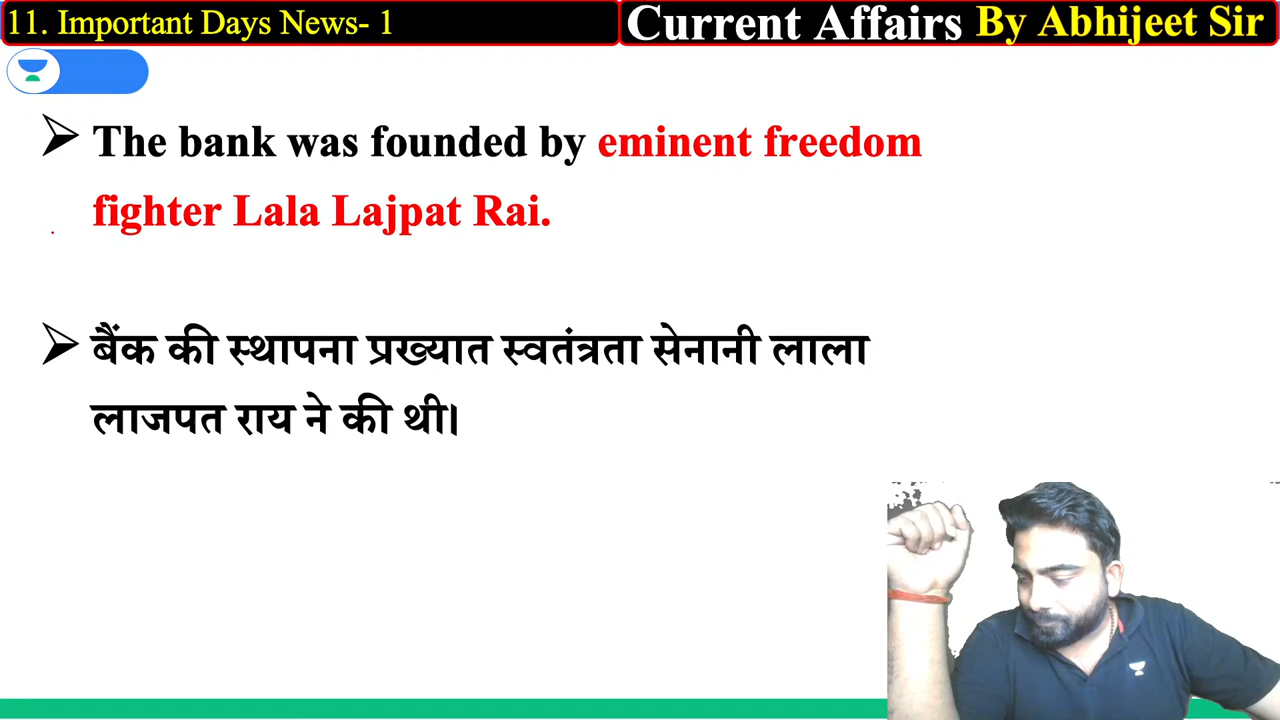 11. Important Days News- 1
Current Affairs By Abhijeet Sir
The bank was founded by eminent freedom
fighter Lala Lajpat Rai.
बैंक की स्थापना प्रख्यात स्वतंत्रता सेनानी लाला
लाजपत राय ने की थी।